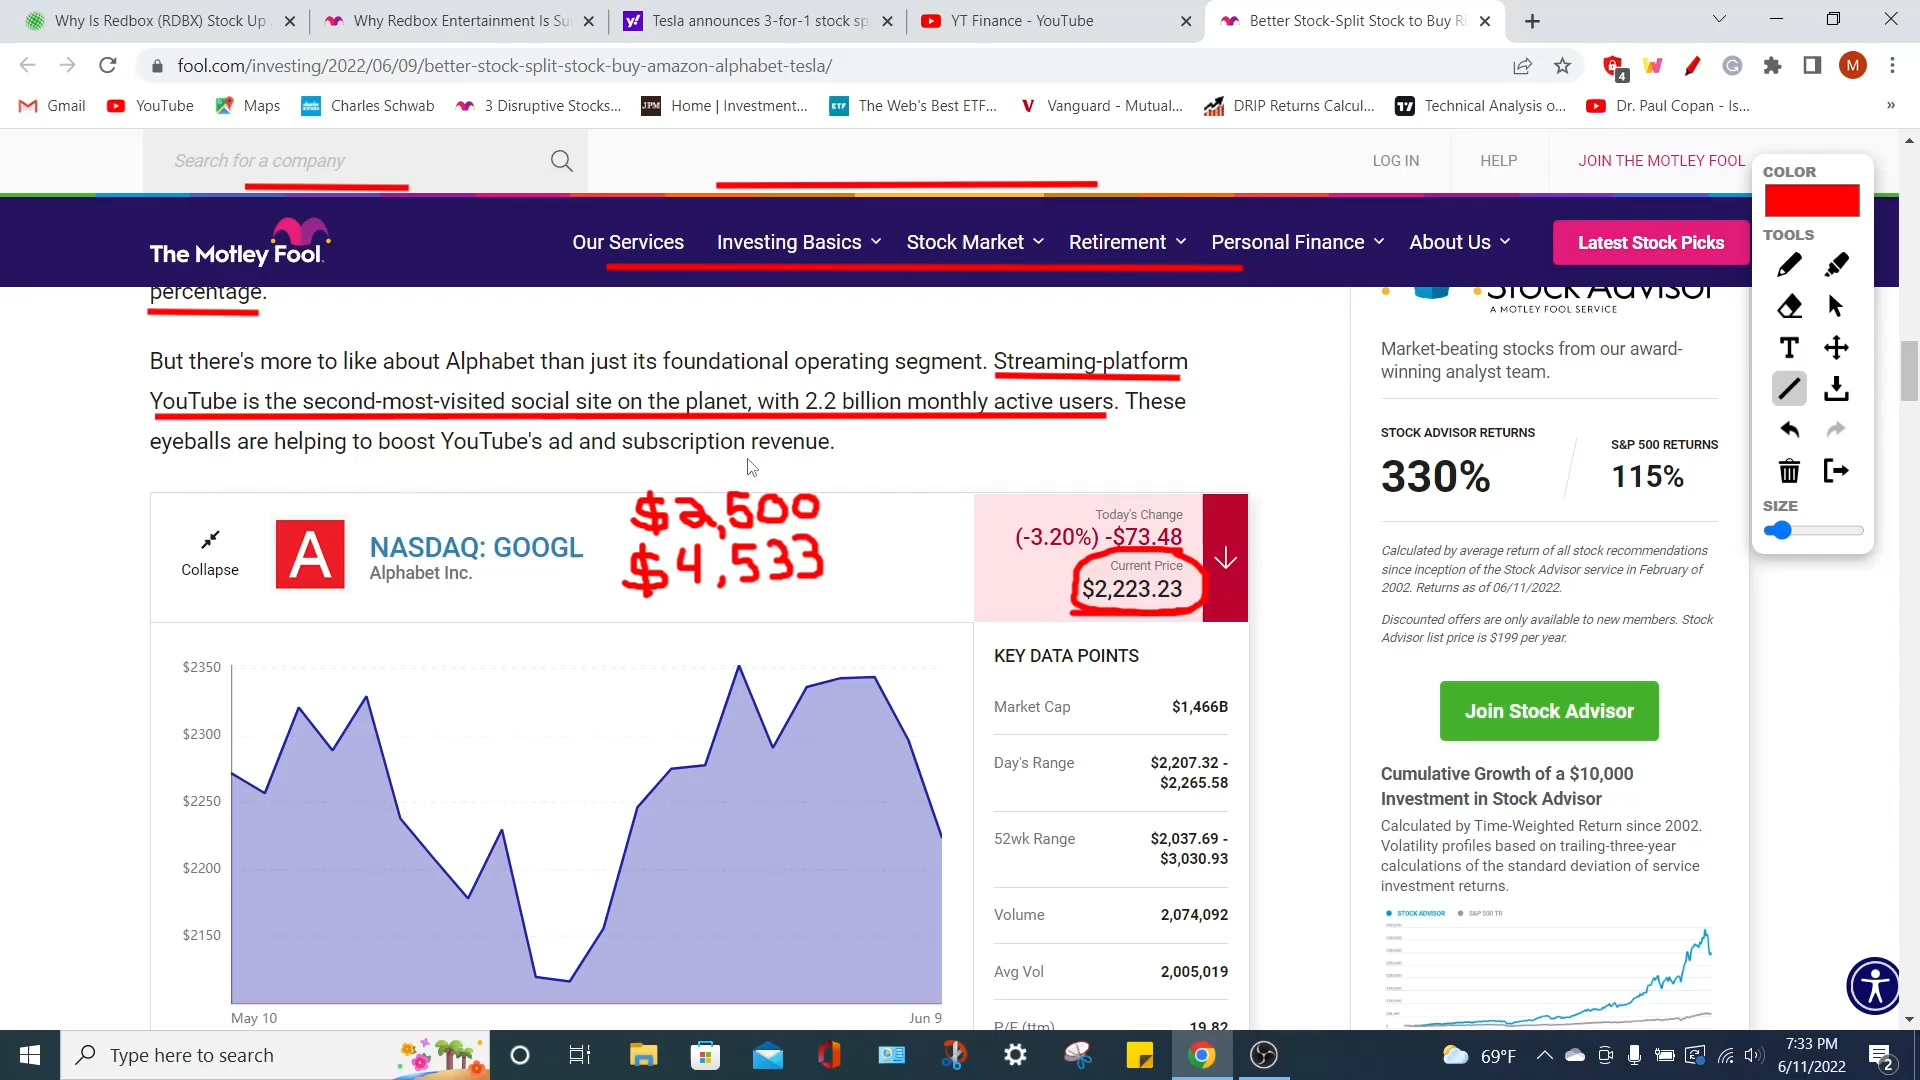 Why Is Redbox (RDBX) Stock Up
Why Redbox Entertainment Is Su
Tesla announces 3-for-1 stock sp
YT Finance - YouTube
Better Stock-Split Stock to Buy Ri
fool.com/investing/2022/06/09/better-stock-split-stock-buy-amazon-alphabet-tesla/
4
M
Gmail
YouTube
Maps
Charles Schwab
3 Disruptive Stocks...
JPM
Home | Investment...
ETF
The Web's Best ETF...
Vanguard - Mutual...
DRIP Returns Calcul...
Technical Analysis o...
Dr. Paul Copan - Is...
»
Search for a company
LOG IN
HELP
JOIN THE MOTLEY FOOL
The Motley Fool.
Our Services
Investing Basics
Stock Market
Retirement
Personal Finance
About Us
Latest Stock Picks
percentage.
But there's more to like about Alphabet than just its foundational operating segment. Streaming-platform
YouTube is the second-most-visited social site on the planet, with 2.2 billion monthly active users. These
eyeballs are helping to boost YouTube's ad and subscription revenue.
Collapse
A
NASDAQ: GOOGL
Alphabet Inc.
$2,500
$4,533
Today's Change
(-3.20%) -$73.48
Current Price
$2,223.23
$2350
$2300
$2250
$2200
$2150
May 10
Jun 9
KEY DATA POINTS
Market Cap $1,466B
Day's Range $2,207.32 -
$2,265.58
52wk Range $2,037.69 -
$3,030.93
Volume 2,074,092
Avg Vol 2,005,019
P/E (ttm) 19.82
Stock Advisor
A MOTLEY FOOL SERVICE
Market-beating stocks from our award-
winning analyst team.
STOCK ADVISOR RETURNS
330%
S&P 500 RETURNS
115%
Calculated by average return of all stock recommendations
since inception of the Stock Advisor service in February of
2002. Returns as of 06/11/2022.
Discounted offers are only available to new members. Stock
Advisor list price is $199 per year.
Join Stock Advisor
Cumulative Growth of a $10,000
Investment in Stock Advisor
Calculated by Time-Weighted Return since 2002.
Volatility profiles based on trailing-three-year
calculations of the standard deviation of service
investment returns.
STOCK ADVISOR
S&P 500 TR
COLOR
TOOLS
T
SIZE
Type here to search
69°F
7:33 PM
6/11/2022
2